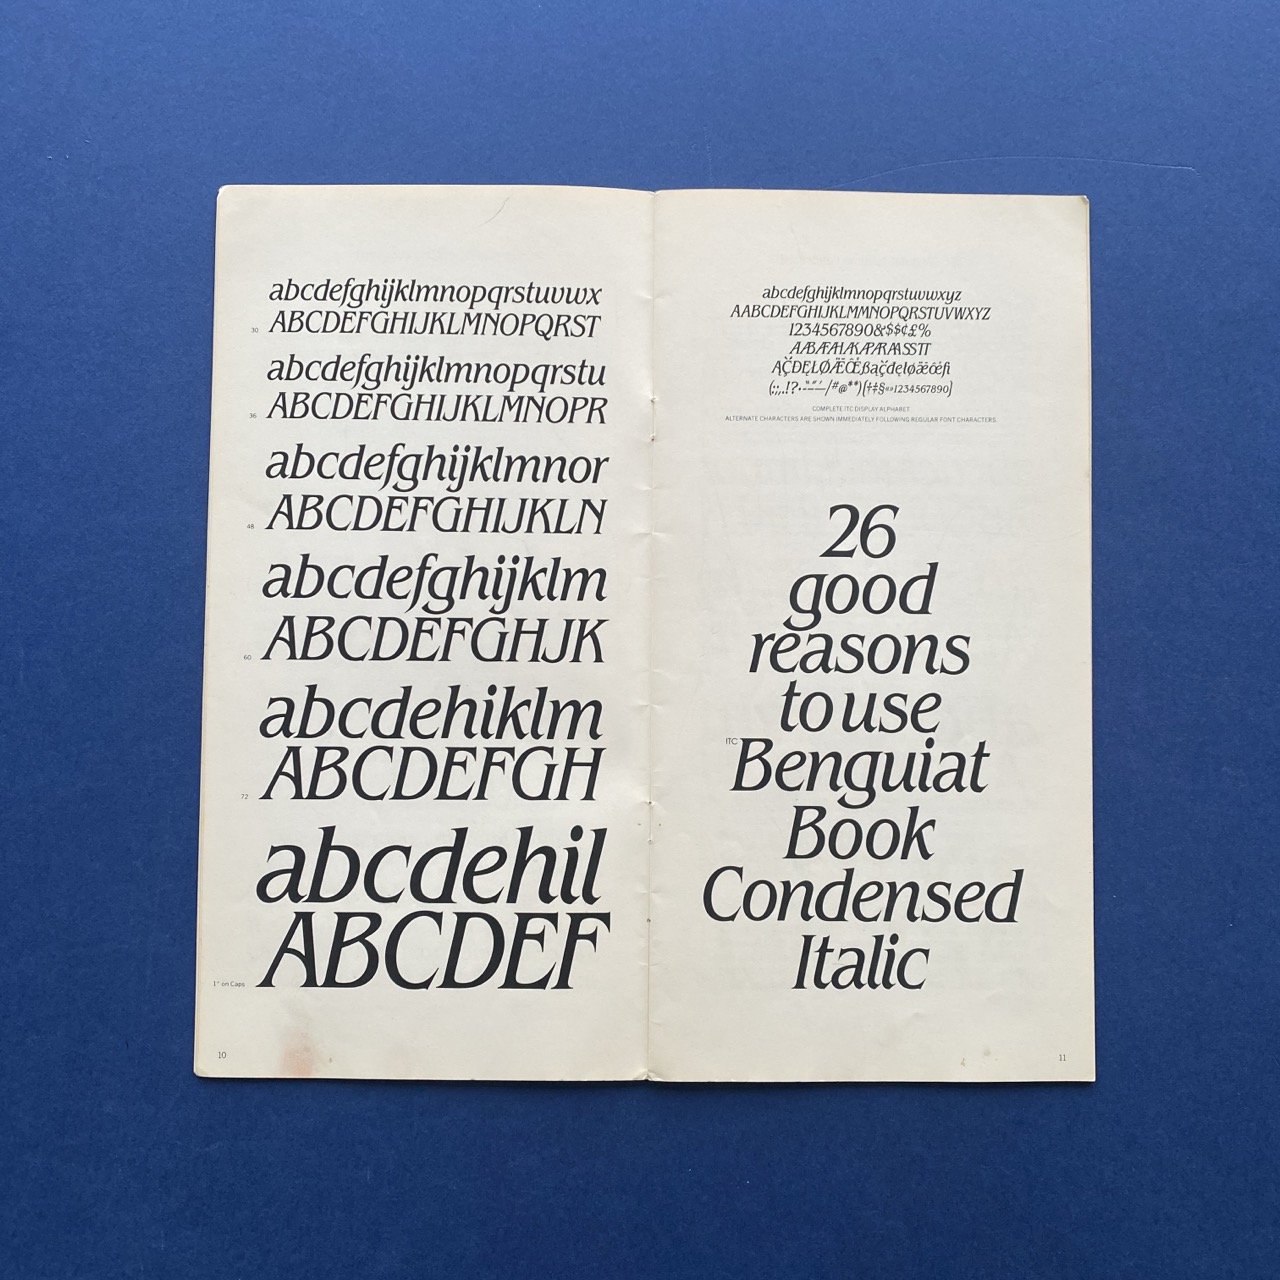 abcdefghijklmnopqrstuvwx
30 ABCDEFGHIJKLMNOPQRST
abcdefghijklmnopqrstu
36 ABCDEFGHIJKLMNOPR
abcdefghijklmnor
48 ABCDEFGHIJKLN
abcdefghijklm
60 ABCDEFGHJK
abcdehiklm
72 ABCDEFGH
abcdehil
1" on Caps ABCDEF
10
abcdefghijklmnopqrstuvwxyz
AABCDEFGHIJKLMMNOPQRSTUVWXYZ
1234567890&$$¢£%
COMPLETE ITC DISPLAY ALPHABET.
ALTERNATE CHARACTERS ARE SHOWN IMMEDIATELY FOLLOWING REGULAR FONT CHARACTERS.
26
good
reasons
to use
ITC Benguiat
Book
Condensed
Italic
11